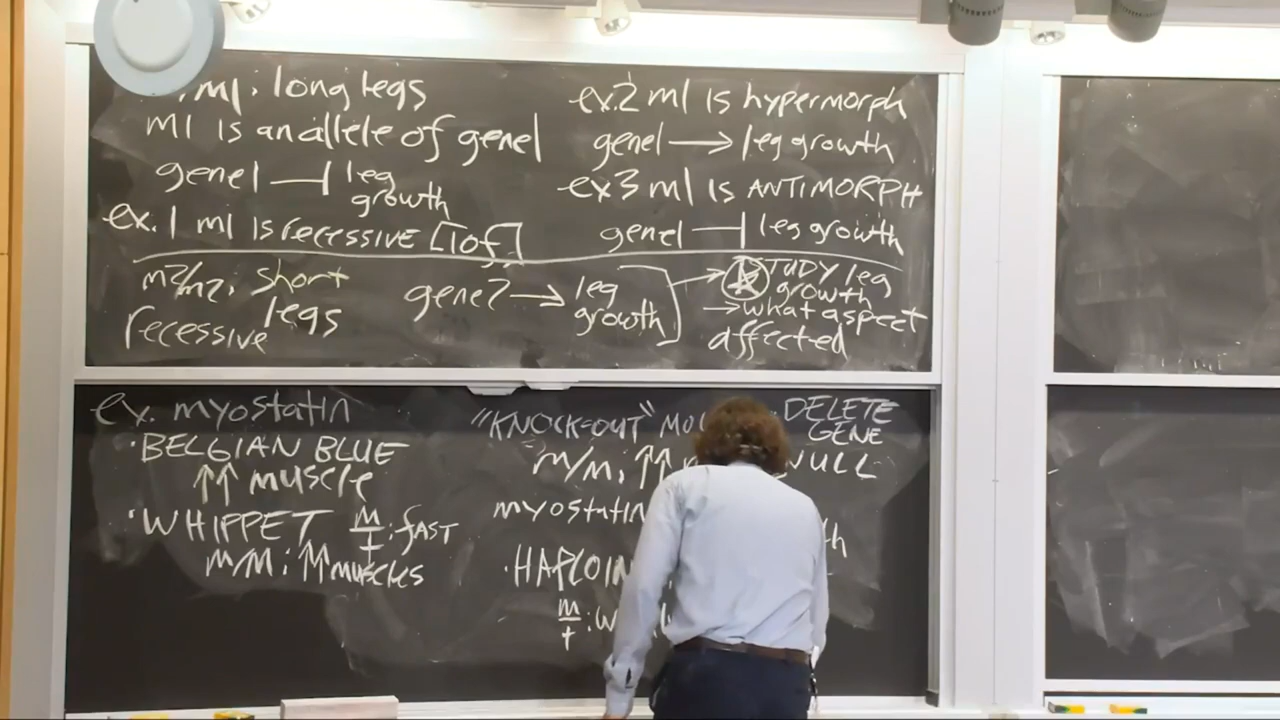 m1: long legs
m1 is an allele of gene1
gene1 ⊣ leg
growth
ex.1 m1 is recessive [lof]
ex.2 m1 is hypermorph
gene1 → leg growth
ex3 m1 is ANTIMORPH
gene1 ⊣ leg growth
m2/m2: short
legs
recessive
gene2 → leg
growth
STUDY leg
growth
→ what aspect
affected
ex. myostatin
·BELGIAN BLUE
↑↑ muscle
·WHIPPET m/+: FAST
m/m: ↑↑ muscles
"KNOCK-OUT" DELETE
GENE
m/m: ↑↑ NULL
myostatin
m/+: